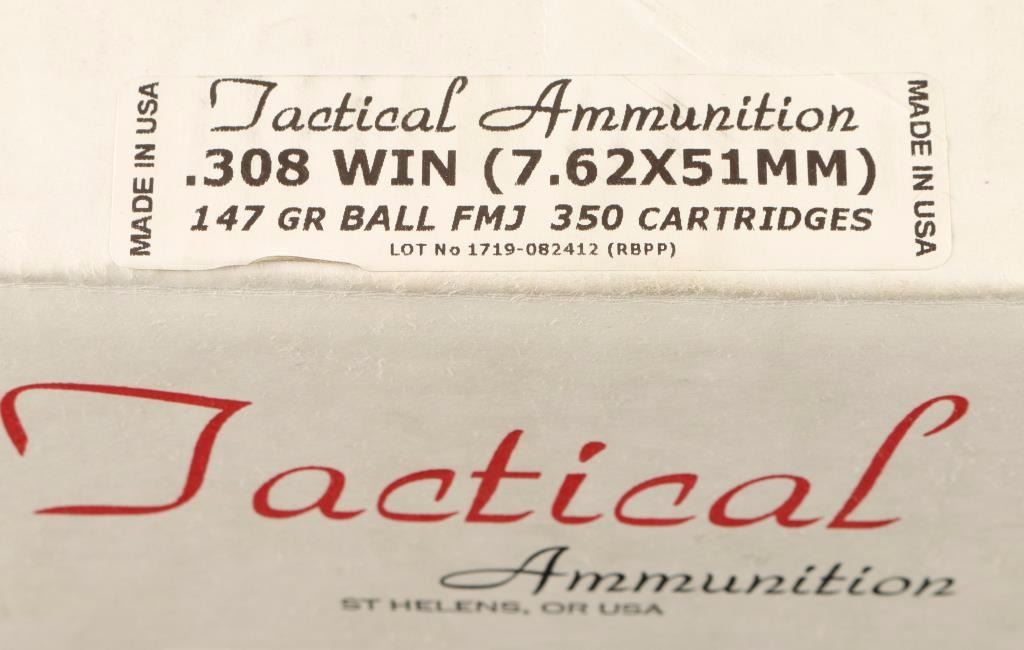 MADE IN USA
Tactical Ammunition
.308 WIN (7.62X51MM)
147 GR BALL FMJ 350 CARTRIDGES
LOT No 1719-082412 (RBPP)
MADE IN USA
Tactical
Ammunition
ST HELENS, OR USA